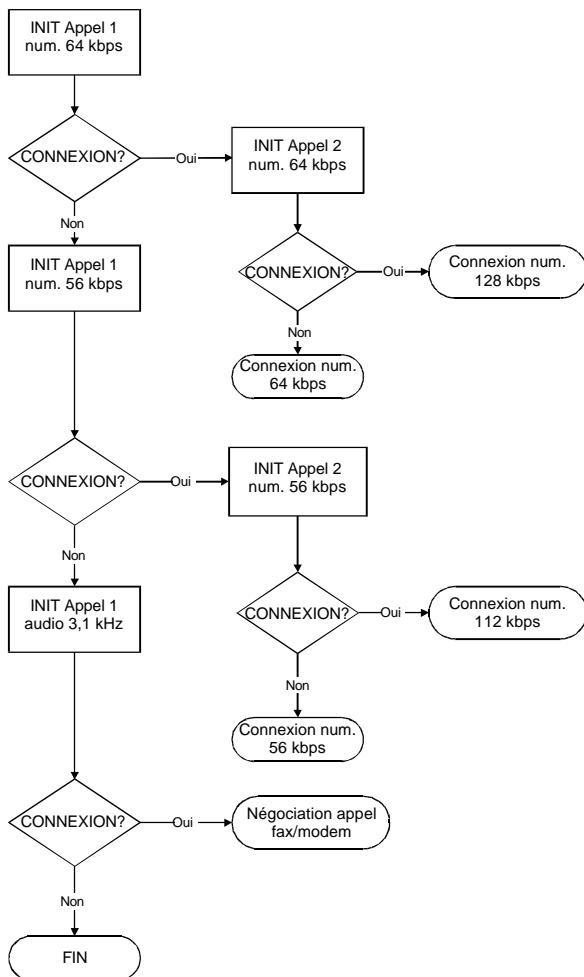 INIT Appel 1
num. 64 kbps
CONNEXION?
Oui
INIT Appel 2
num. 64 kbps
Non
INIT Appel 1
num. 56 kbps
CONNEXION?
Oui
Connexion num.
128 kbps
Non
Connexion num.
64 kbps
CONNEXION?
Oui
INIT Appel 2
num. 56 kbps
Non
INIT Appel 1
audio 3,1 kHz
CONNEXION?
Oui
Connexion num.
112 kbps
Non
Connexion num.
56 kbps
CONNEXION?
Oui
Négociation appel
fax/modem
Non
FIN